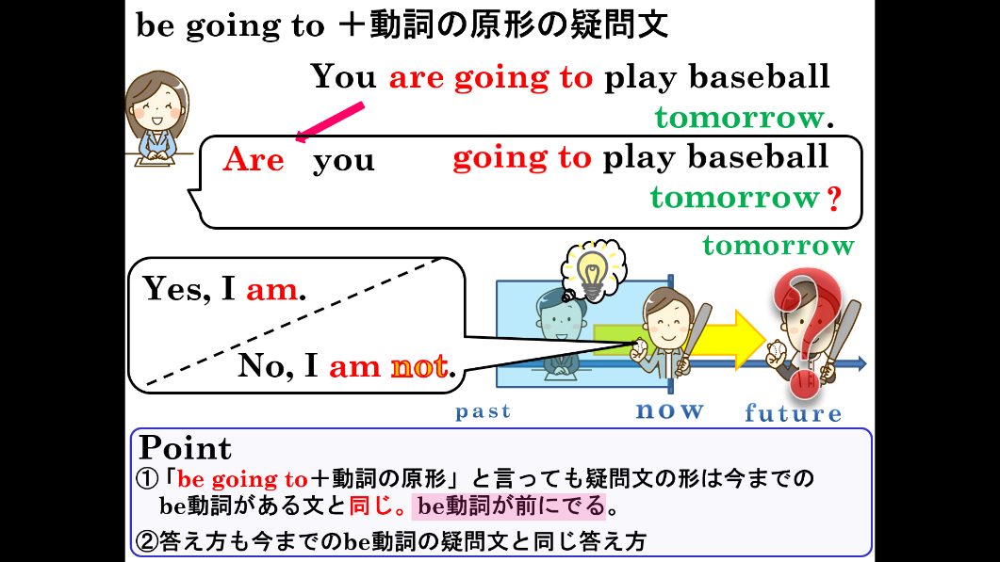 be going to ＋動詞の原形の疑問文
You are going to play baseball
tomorrow.
Are you going to play baseball
tomorrow?
tomorrow
Yes, I am.
No, I am not.
past now future
Point
①「be going to＋動詞の原形」と言っても疑問文の形は今までの
be動詞がある文と同じ。be動詞が前にでる。
②答え方も今までのbe動詞の疑問文と同じ答え方